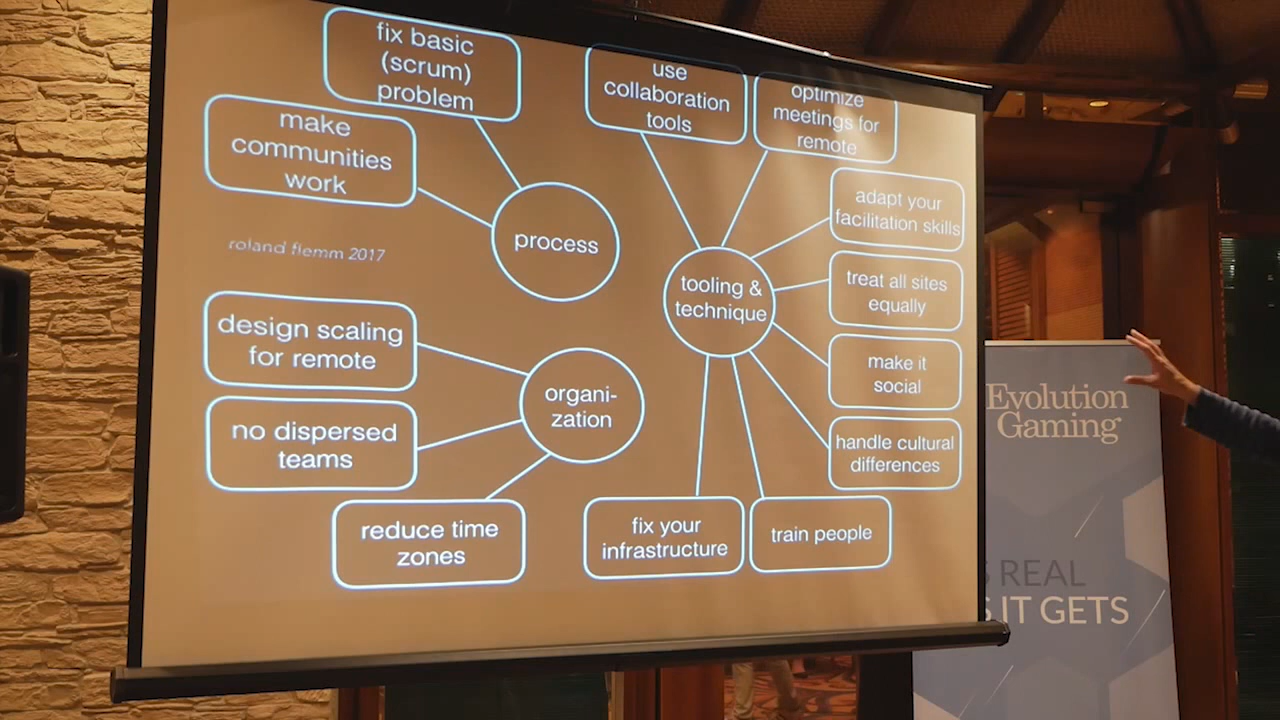 fix basic
(scrum)
problem
make
communities
work
process
roland flemm 2017
design scaling
for remote
no dispersed
teams
reduce time
zones
organi-
zation
use
collaboration
tools
optimize
meetings for
remote
adapt your
facilitation skills
treat all sites
equally
make it
social
handle cultural
differences
tooling &
technique
fix your
infrastructure
train people
Evolution
Gaming
S REAL
S IT GETS